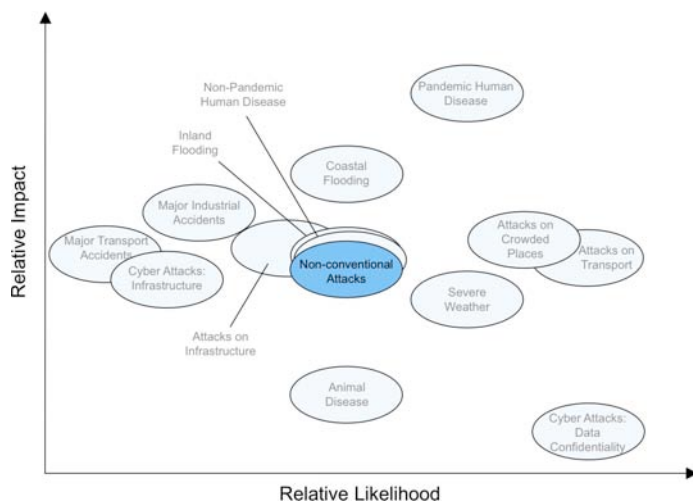 Relative Impact
Non-Pandemic
Human Disease
Pandemic Human
Disease
Inland
Flooding
Coastal
Flooding
Major Industrial
Accidents
Major Transport
Accidents
Cyber Attacks:
Infrastructure
Non-conventional
Attacks
Attacks on
Crowded
Places
Attacks on
Transport
Severe
Weather
Attacks on
Infrastructure
Animal
Disease
Cyber Attacks:
Data
Confidentiality
Relative Likelihood